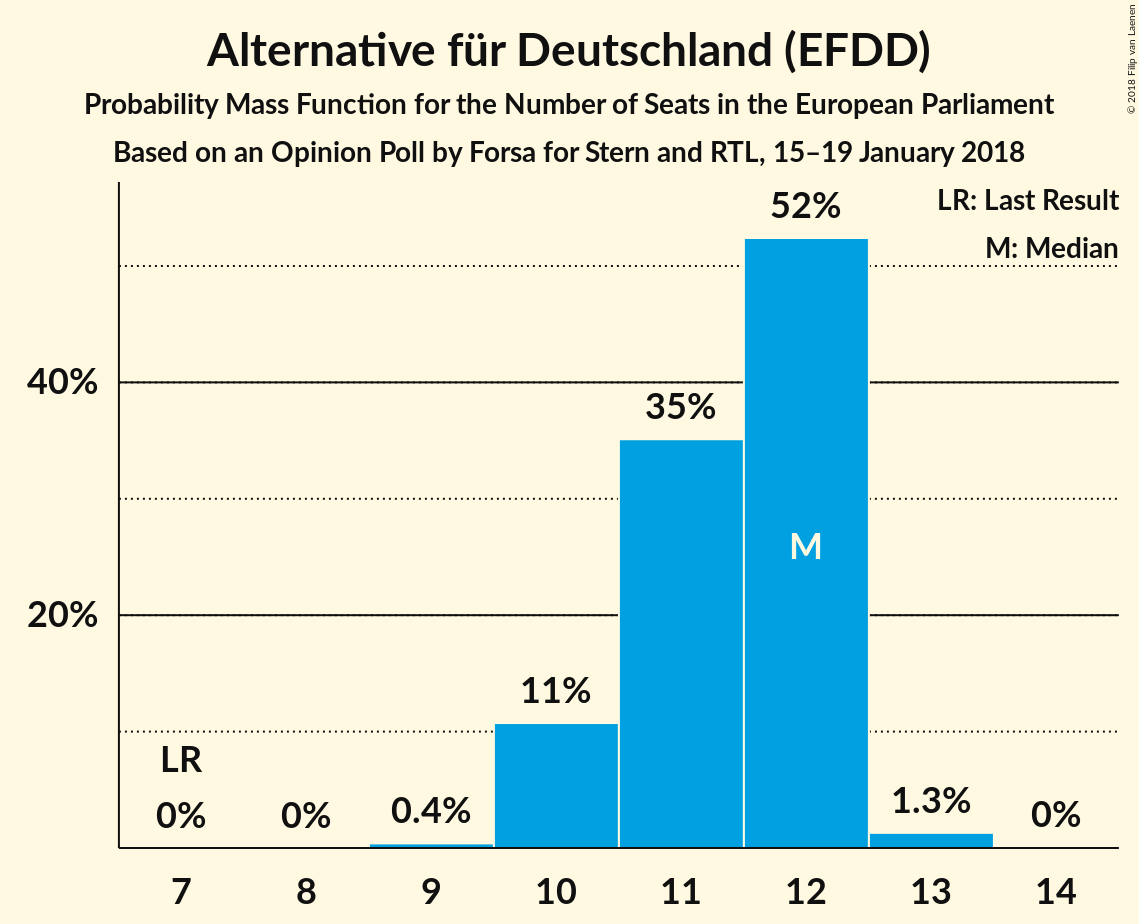 Alternative für Deutschland (EFDD)
Probability Mass Function for the Number of Seats in the European Parliament
Based on an Opinion Poll by Forsa for Stern and RTL, 15–19 January 2018
© 2018 Filip van Laenen
LR: Last Result
M: Median
52%
40%
35%
M
20%
11%
LR
0%
0%
0.4%
1.3%
0%
7
8
9
10
11
12
13
14